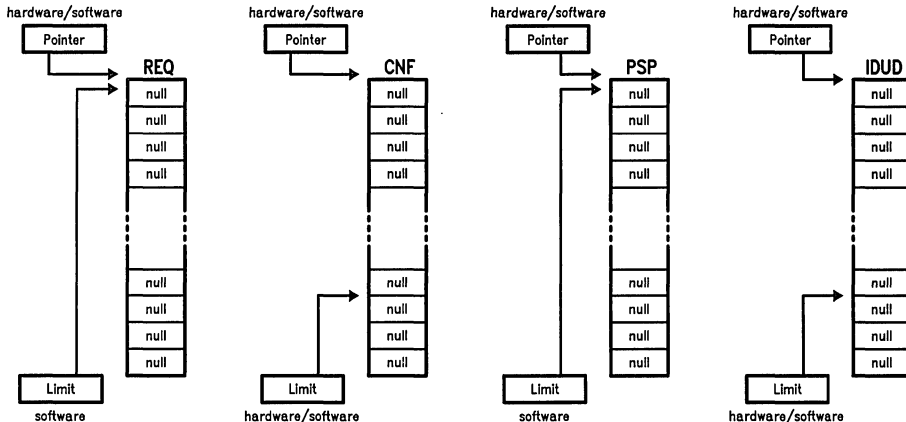 hardware/software hardware/software hardware/software hardware/software
Pointer Pointer Pointer Pointer
REQ CNF PSP IDUD
null null null null
null null null null
null null null null
null null null null
null null null null
null null null null
null null null null
null null null null
Limit Limit Limit Limit
software hardware/software software hardware/software